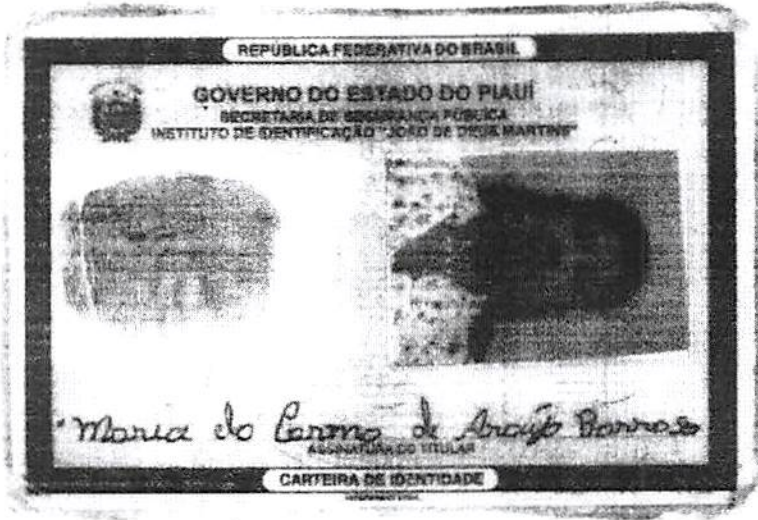 REPÚBLICA FEDERATIVA DO BRASIL
GOVERNO DO ESTADO DO PIAUÍ
SECRETARIA DE SEGURANÇA PÚBLICA
INSTITUTO DE IDENTIFICAÇÃO "JOÃO DE DEUS MARTINS"
Maria do Carmo de Araújo Barroso
ASSINATURA DO TITULAR
CARTEIRA DE IDENTIDADE